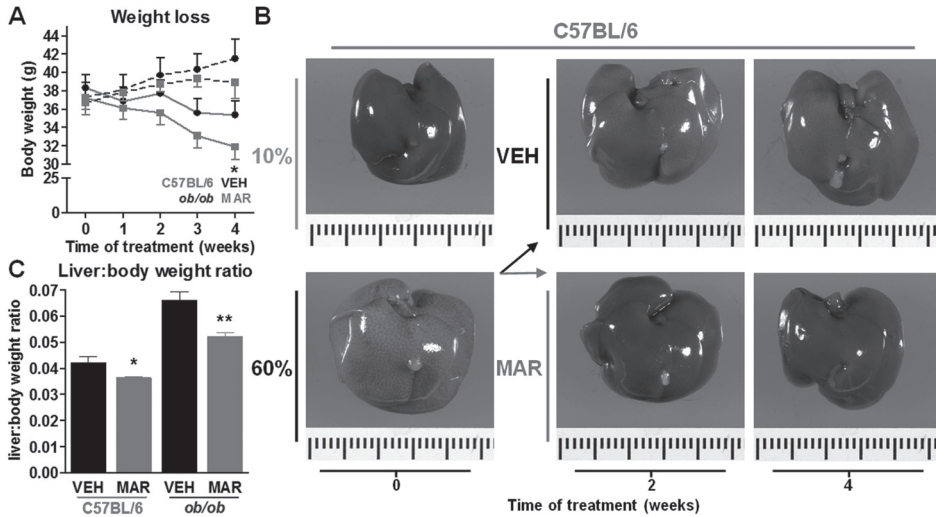 A
Weight loss
44
42
40
38
36
34
32
30
25
0
Body weight (g)
*
C57BL/6 VEH
ob/ob MAR
0 1 2 3 4
Time of treatment (weeks)
B
C57BL/6
10%
VEH
60%
MAR
0 2 4
Time of treatment (weeks)
C
Liver:body weight ratio
0.07
0.06
0.05
0.04
0.03
0.02
0.01
0.00
liver:body weight ratio
*
**
VEH MAR VEH MAR
C57BL/6 ob/ob